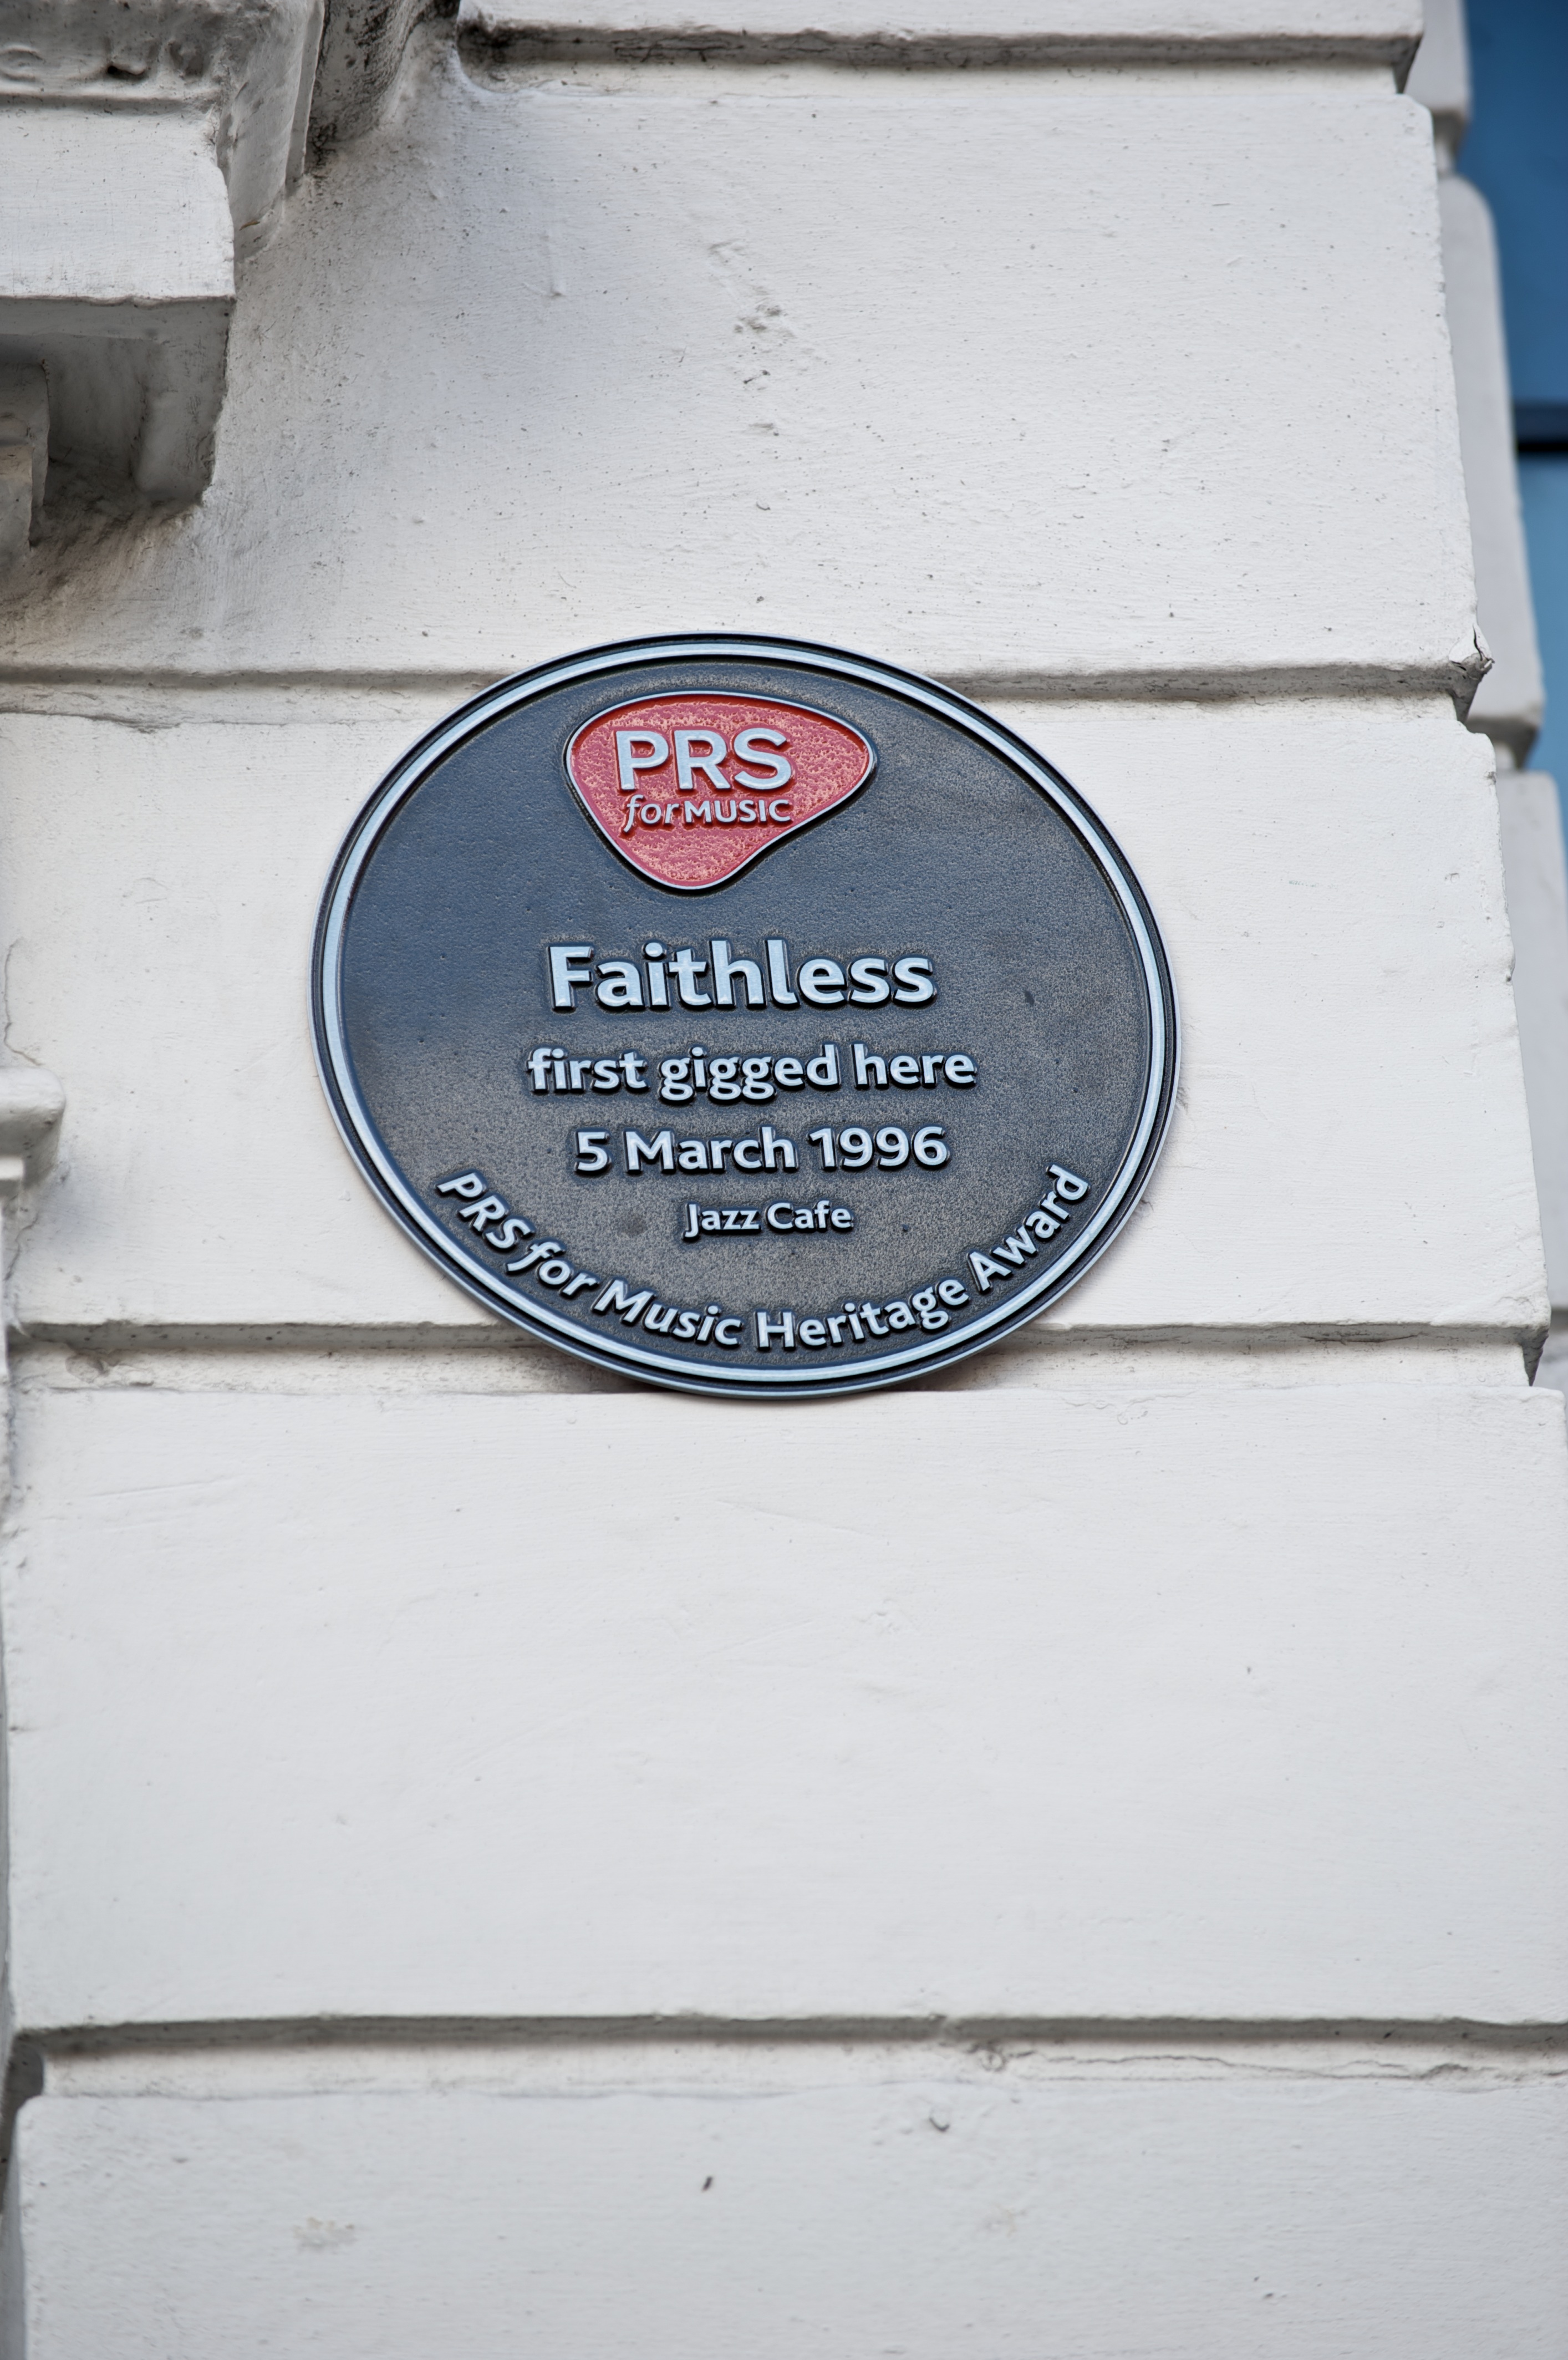 PRS
for MUSIC
Faithless
first gigged here
5 March 1996
Jazz Cafe
PRS for Music Heritage Award